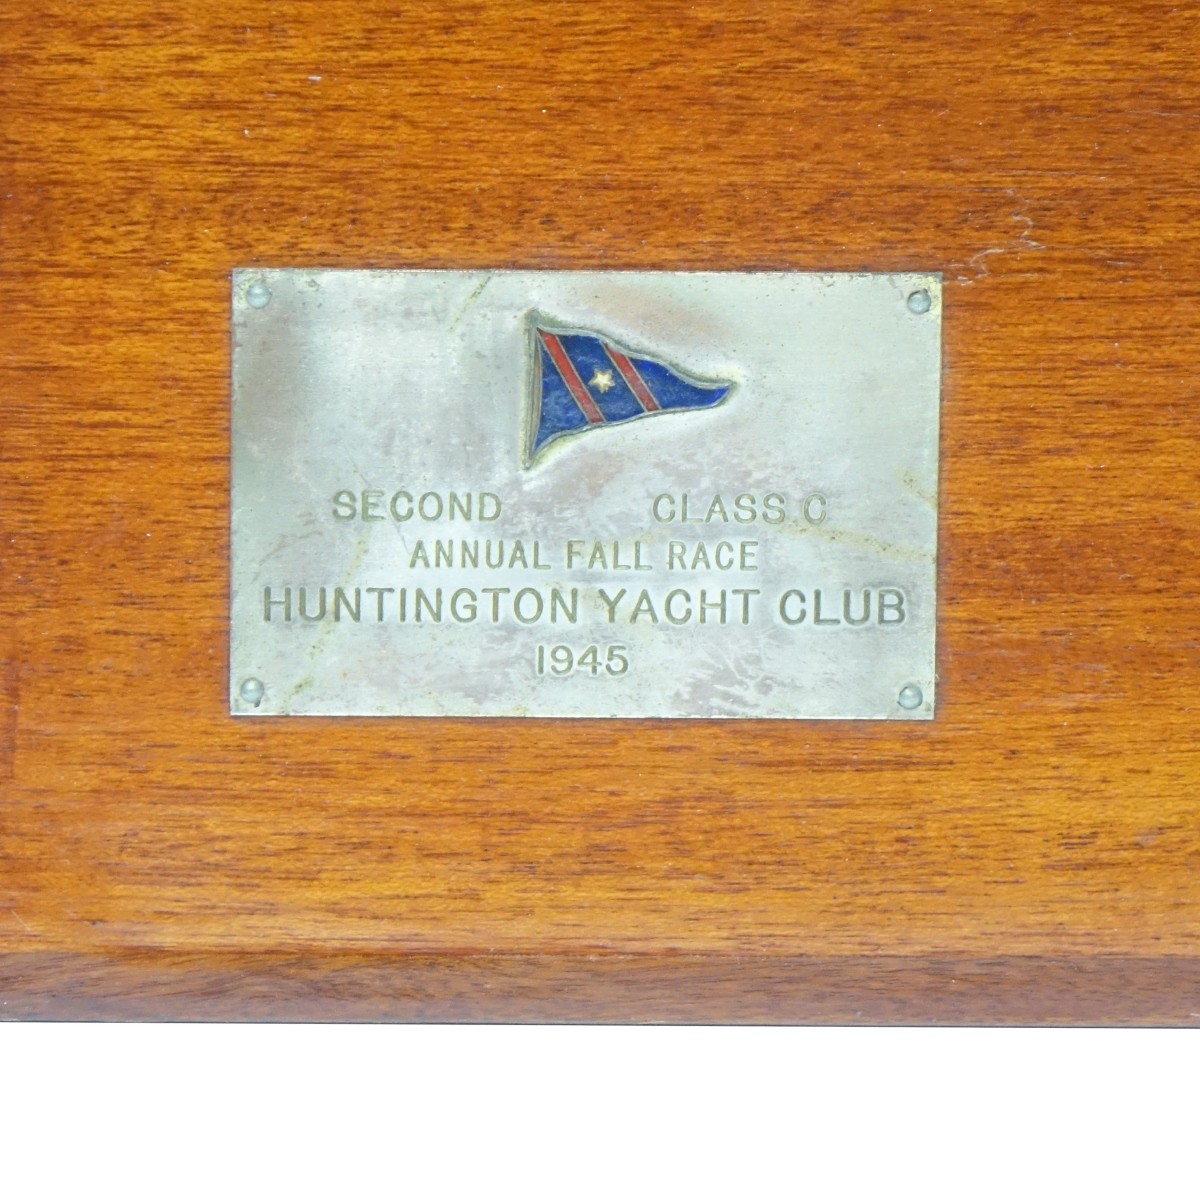 SECOND CLASS C
ANNUAL FALL RACE
HUNTINGTON YACHT CLUB
1945